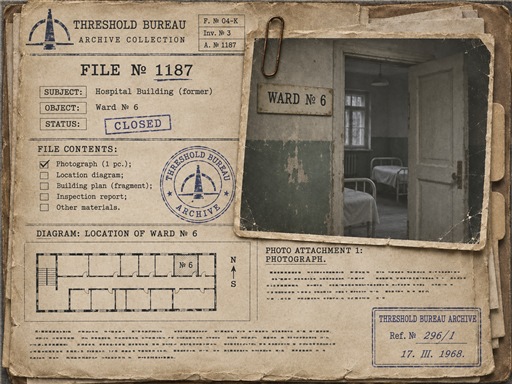 THRESHOLD BUREAU
ARCHIVE COLLECTION
F. № 04-K
Inv. № 3
A. № 1187
FILE № 1187
SUBJECT: Hospital Building (former)
OBJECT: Ward № 6
STATUS: CLOSED
FILE CONTENTS:
Photograph (1 pc.);
Location diagram;
Building plan (fragment);
Inspection report;
Other materials.
THRESHOLD BUREAU
ARCHIVE
WARD № 6
DIAGRAM: LOCATION OF WARD № 6
№ 6
N
S
PHOTO ATTACHMENT 1:
PHOTOGRAPH.
THRESHOLD BUREAU ARCHIVE
Ref. № 296/1
17. III. 1968.